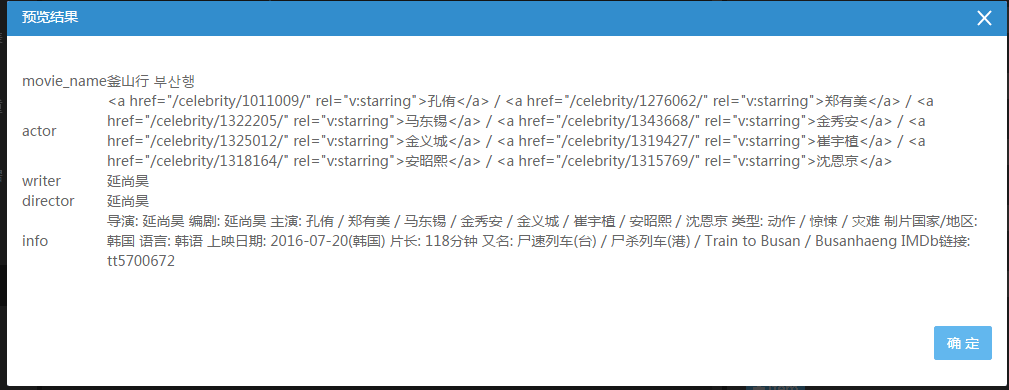 预览结果
movie_name釜山行 부산행
<a href="/celebrity/1011009/" rel="v:starring">孔侑</a> / <a href="/celebrity/1276062/" rel="v:starring">郑有美</a> / <a
href="/celebrity/1322205/" rel="v:starring">马东锡</a> / <a href="/celebrity/1343668/" rel="v:starring">金秀安</a> / <a
actor
href="/celebrity/1325012/" rel="v:starring">金义城</a> / <a href="/celebrity/1319427/" rel="v:starring">崔宇植</a> / <a
href="/celebrity/1318164/" rel="v:starring">安昭熙</a> / <a href="/celebrity/1315769/" rel="v:starring">沈恩京</a>
writer 延尚昊
director 延尚昊
导演: 延尚昊 编剧: 延尚昊 主演: 孔侑 / 郑有美 / 马东锡 / 金秀安 / 金义城 / 崔宇植 / 安昭熙 / 沈恩京 类型: 动作 / 惊悚 / 灾难 制片国家/地区:
info 韩国 语言: 韩语 上映日期: 2016-07-20(韩国) 片长: 118分钟 又名: 尸速列车(台) / 尸杀列车(港) / Train to Busan / Busanhaeng IMDb链接:
tt5700672
确 定